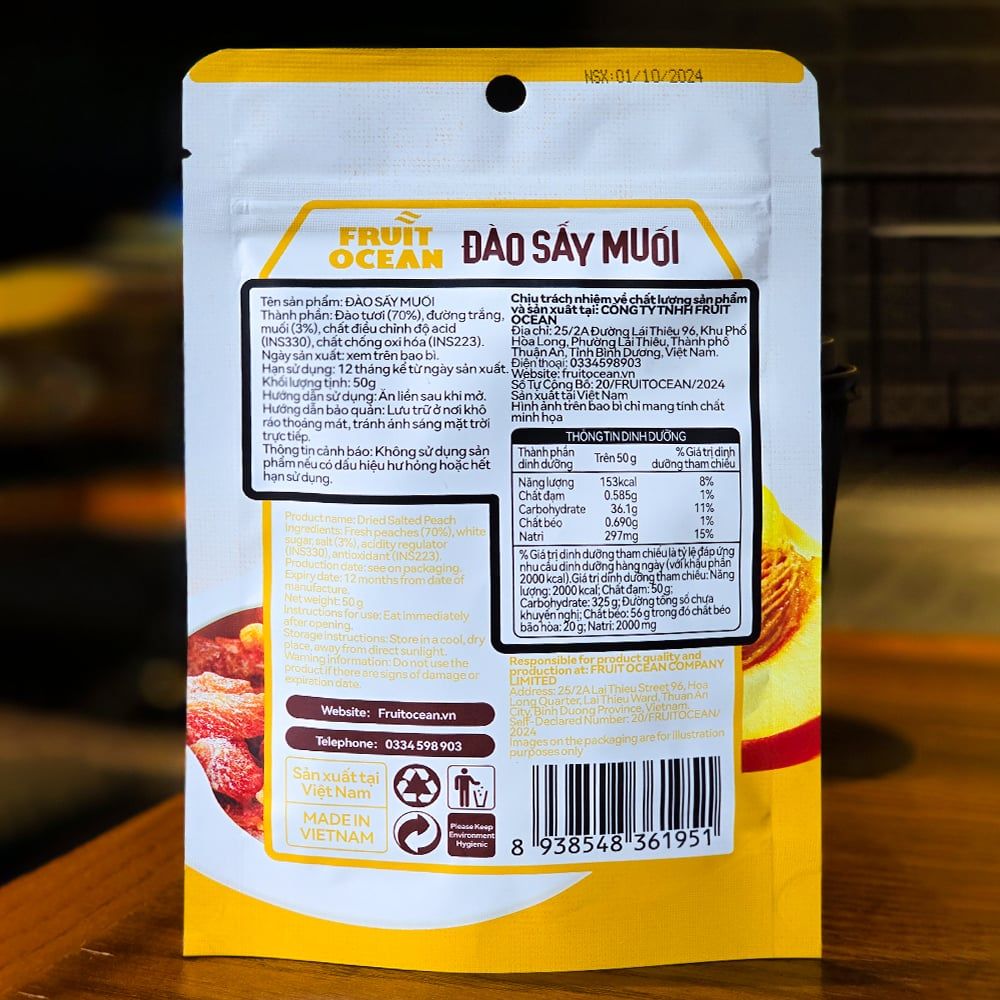 NSX:01/10/2024
FRUIT
OCEAN
ĐÀO SẤY MUỐI
Tên sản phẩm: ĐÀO SẤY MUỐI
Thành phần: Đào tươi (70%), đường trắng,
muối (3%), chất điều chỉnh độ acid
(INS330), chất chống oxi hóa (INS223).
Ngày sản xuất: xem trên bao bì.
Hạn sử dụng: 12 tháng kể từ ngày sản xuất.
Khối lượng tịnh: 50g
Hướng dẫn sử dụng: Ăn liền sau khi mở.
Hướng dẫn bảo quản: Lưu trữ ở nơi khô
ráo thoáng mát, tránh ánh sáng mặt trời
trực tiếp.
Thông tin cảnh báo: Không sử dụng sản
phẩm nếu có dấu hiệu hư hỏng hoặc hết
hạn sử dụng.
Chịu trách nhiệm về chất lượng sản phẩm
và sản xuất tại: CÔNG TY TNHH FRUIT
OCEAN
Địa chỉ: 25/2A Đường Lái Thiêu 96, Khu Phố
Hòa Long, Phường Lái Thiêu, Thành phố
Thuận An, Tỉnh Bình Dương, Việt Nam.
Điện thoại: 0334598903
Website: fruitocean.vn
Số Tự Công Bố: 20/FRUITOCEAN/2024
Sản xuất tại Việt Nam
Hình ảnh trên bao bì chỉ mang tính chất
minh họa
THÔNG TIN DINH DƯỠNG
Thành phần dinh dưỡng Trên 50 g % Giá trị dinh dưỡng tham chiếu
Năng lượng 153kcal 8%
Chất đạm 0.585g 1%
Carbohydrate 36.1g 11%
Chất béo 0.690g 1%
Natri 297mg 15%
% Giá trị dinh dưỡng tham chiếu là tỷ lệ đáp ứng
nhu cầu dinh dưỡng hàng ngày (với khẩu phần
2000 kcal).Giá trị dinh dưỡng tham chiếu: Năng
lượng: 2000 kcal; Chất đạm: 50g;
Carbohydrate: 325 g; Đường tổng số chưa
khuyến nghị; Chất béo: 56 g trong đó chất béo
bão hòa: 20 g; Natri: 2000 mg
Product name: Dried Salted Peach
Ingredients: Fresh peaches (70%), white
sugar, salt (3%), acidity regulator
(INS330), antioxidant (INS223).
Production date: see on packaging.
Expiry date: 12 months from date of
manufacture.
Net weight: 50 g
Instructions for use: Eat immediately
after opening.
Storage instructions: Store in a cool, dry
place, away from direct sunlight.
Warning information: Do not use the
product if there are signs of damage or
expiration date.
Responsible for product quality and
production at: FRUIT OCEAN COMPANY
LIMITED
Address: 25/2A Lai Thieu Street 96, Hoa
Long Quarter, Lai Thieu Ward, Thuan An
City, Binh Duong Province, Vietnam.
Self-Declared Number: 20/FRUITOCEAN/
2024
Images on the packaging are for illustration
purposes only
Website: Fruitocean.vn
Telephone: 0334 598 903
Sản xuất tại
Việt Nam
MADE IN
VIETNAM
Please Keep
Environment
Hygienic
8 938548 361951